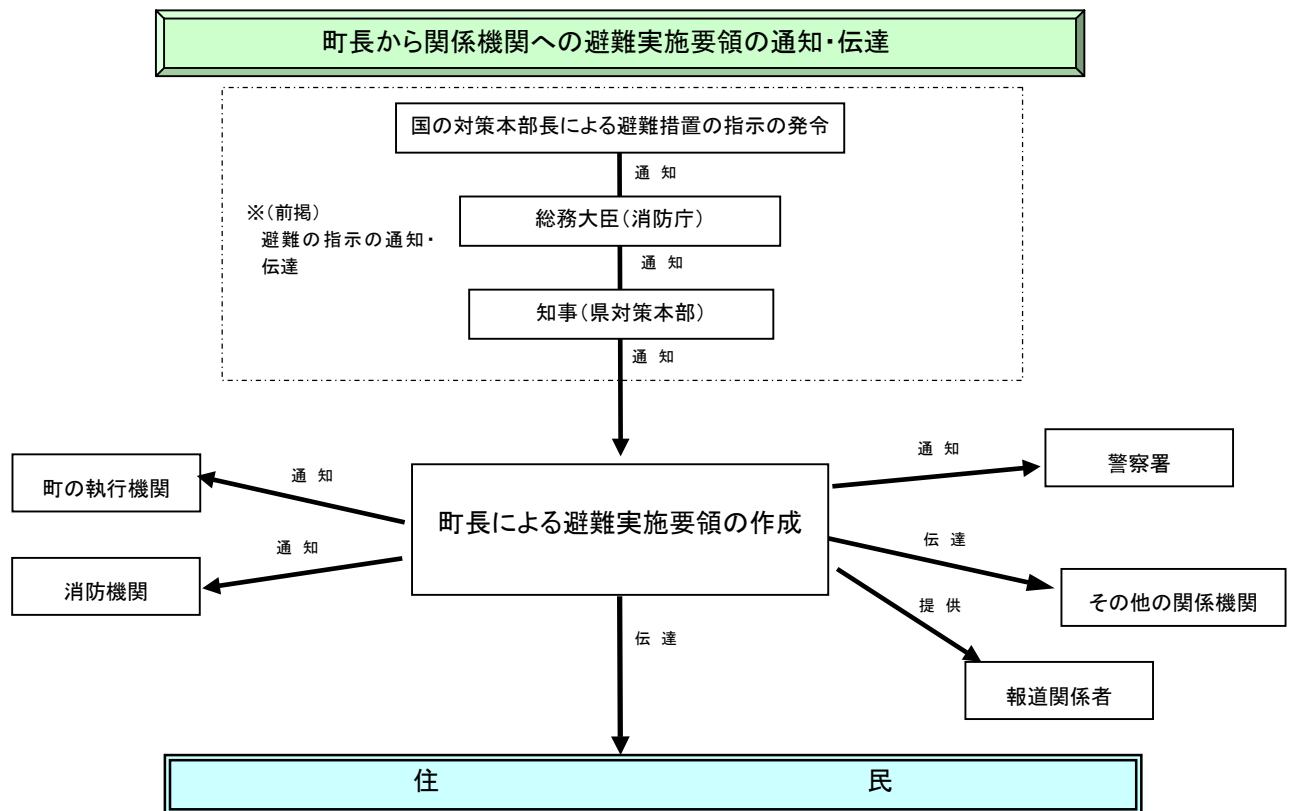 町長から関係機関への避難実施要領の通知・伝達
国の対策本部長による避難措置の指示の発令
通 知
※(前掲)
避難の指示の通知・
伝達
総務大臣(消防庁)
通 知
知事(県対策本部)
通 知
町の執行機関
通 知
通 知
警察署
町長による避難実施要領の作成
消防機関
通 知
伝 達
その他の関係機関
提 供
報道関係者
伝 達
住 民